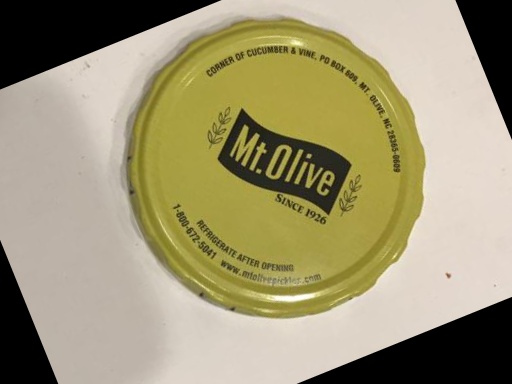 CORNER OF CUCUMBER & VINE, PO BOX 609, MT. OLIVE, NC 28365-0609
Mt.Olive
SINCE 1926
REFRIGERATE AFTER OPENING
1-800-672-5041 www.mtolivepickles.com